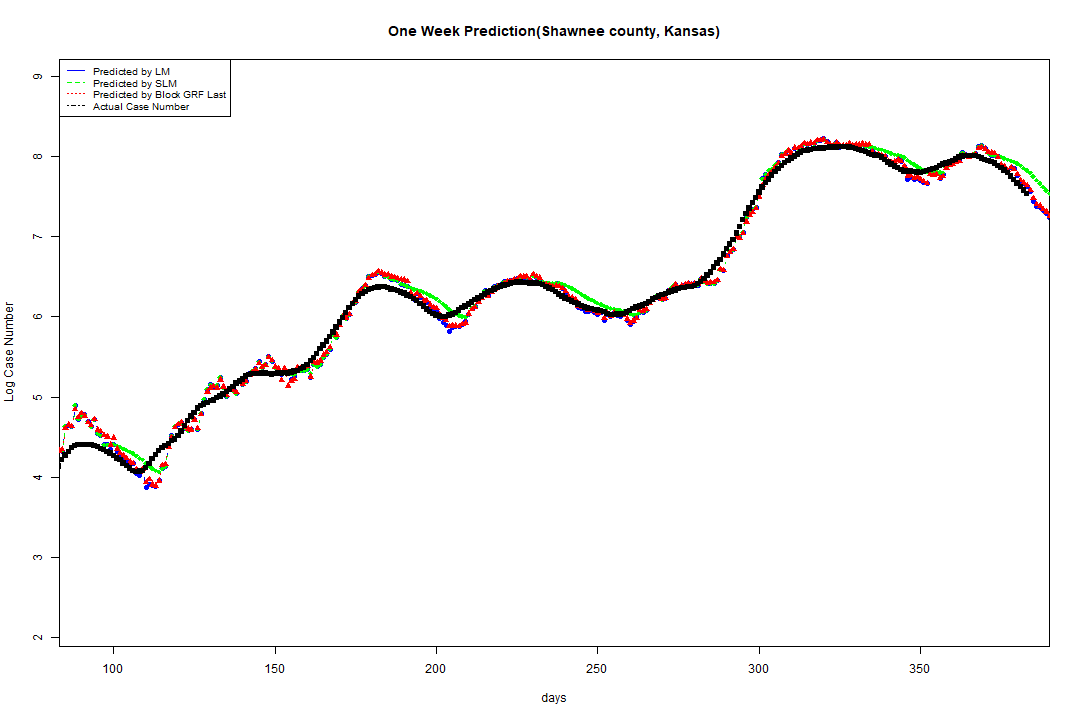 One Week Prediction(Shawnee county, Kansas)
Predicted by LM
Predicted by SLM
Predicted by Block GRF Last
Actual Case Number
9
8
7
6
5
4
3
2
Log Case Number
100 150 200 250 300 350
days